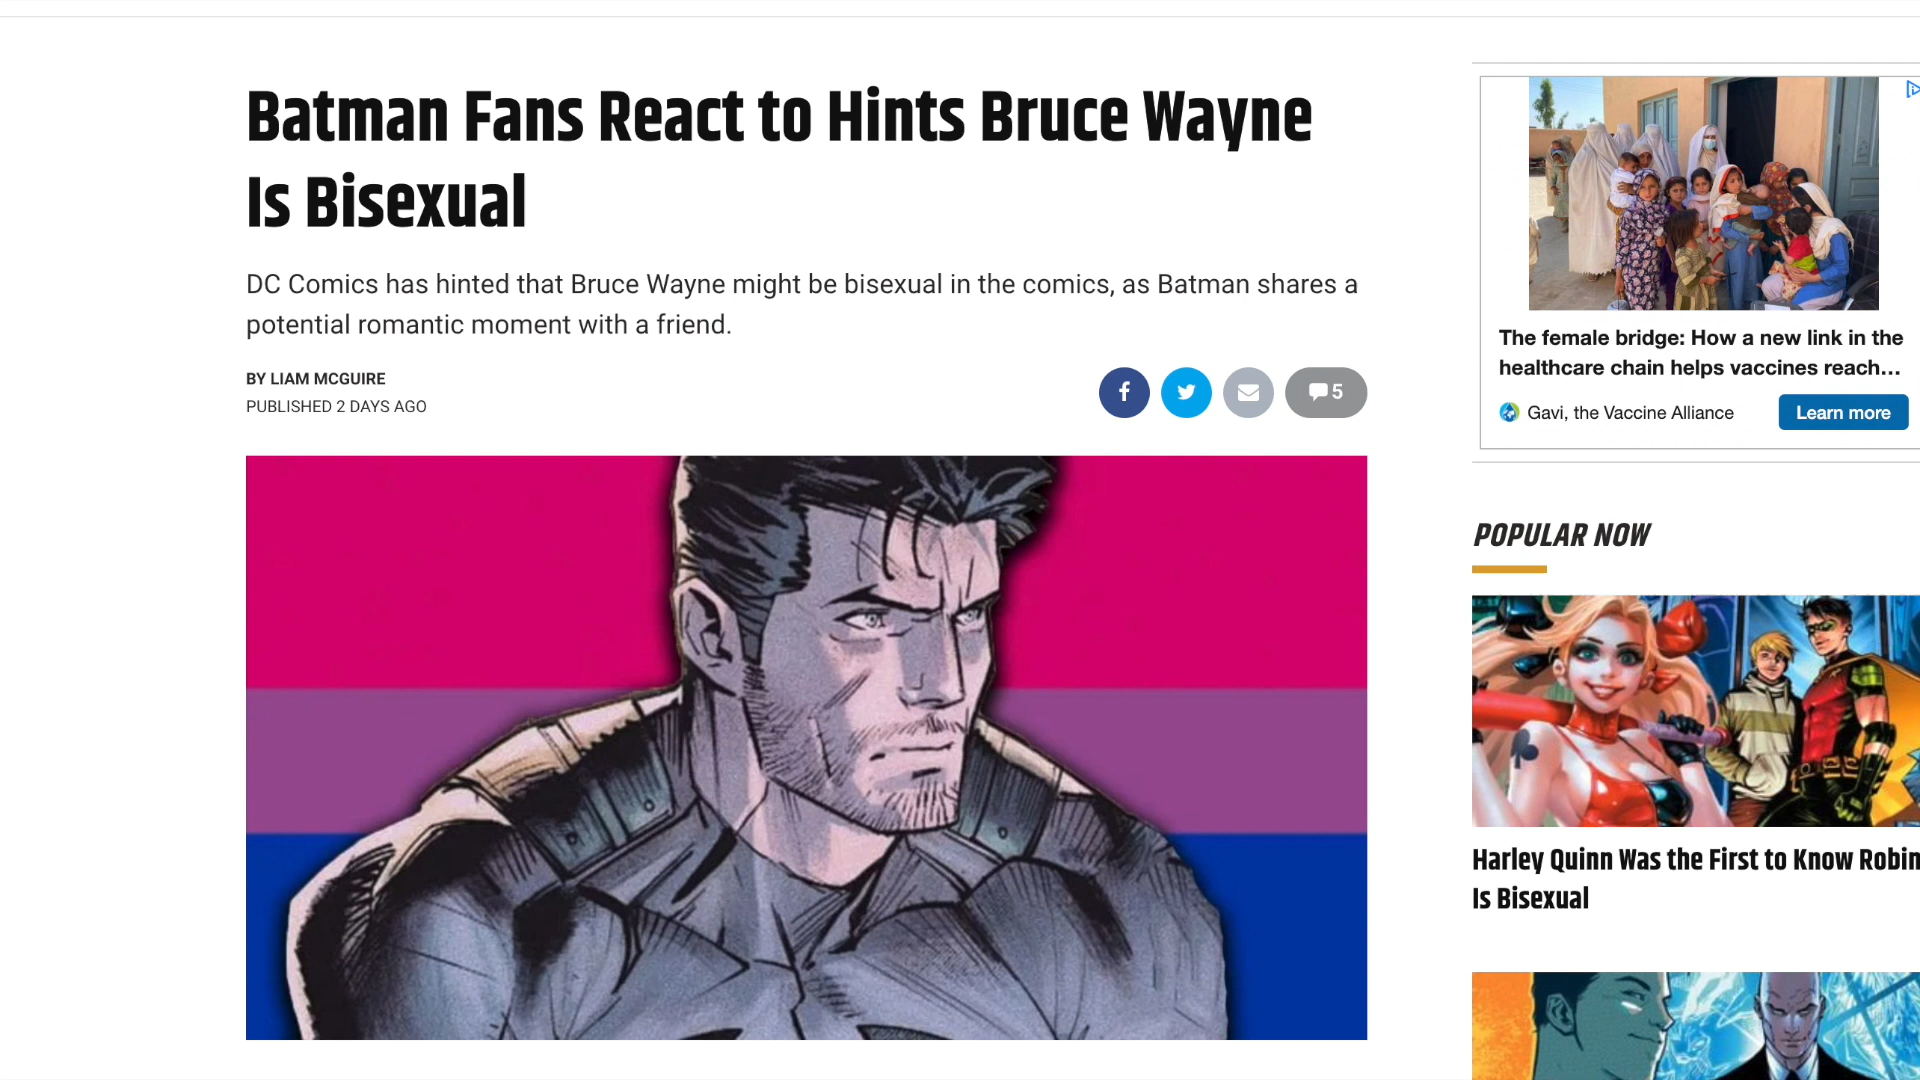 Batman Fans React to Hints Bruce Wayne
Is Bisexual
DC Comics has hinted that Bruce Wayne might be bisexual in the comics, as Batman shares a
potential romantic moment with a friend.
BY LIAM MCGUIRE
PUBLISHED 2 DAYS AGO
5
The female bridge: How a new link in the
healthcare chain helps vaccines reach...
Gavi, the Vaccine Alliance
Learn more
POPULAR NOW
Harley Quinn Was the First to Know Robin
Is Bisexual